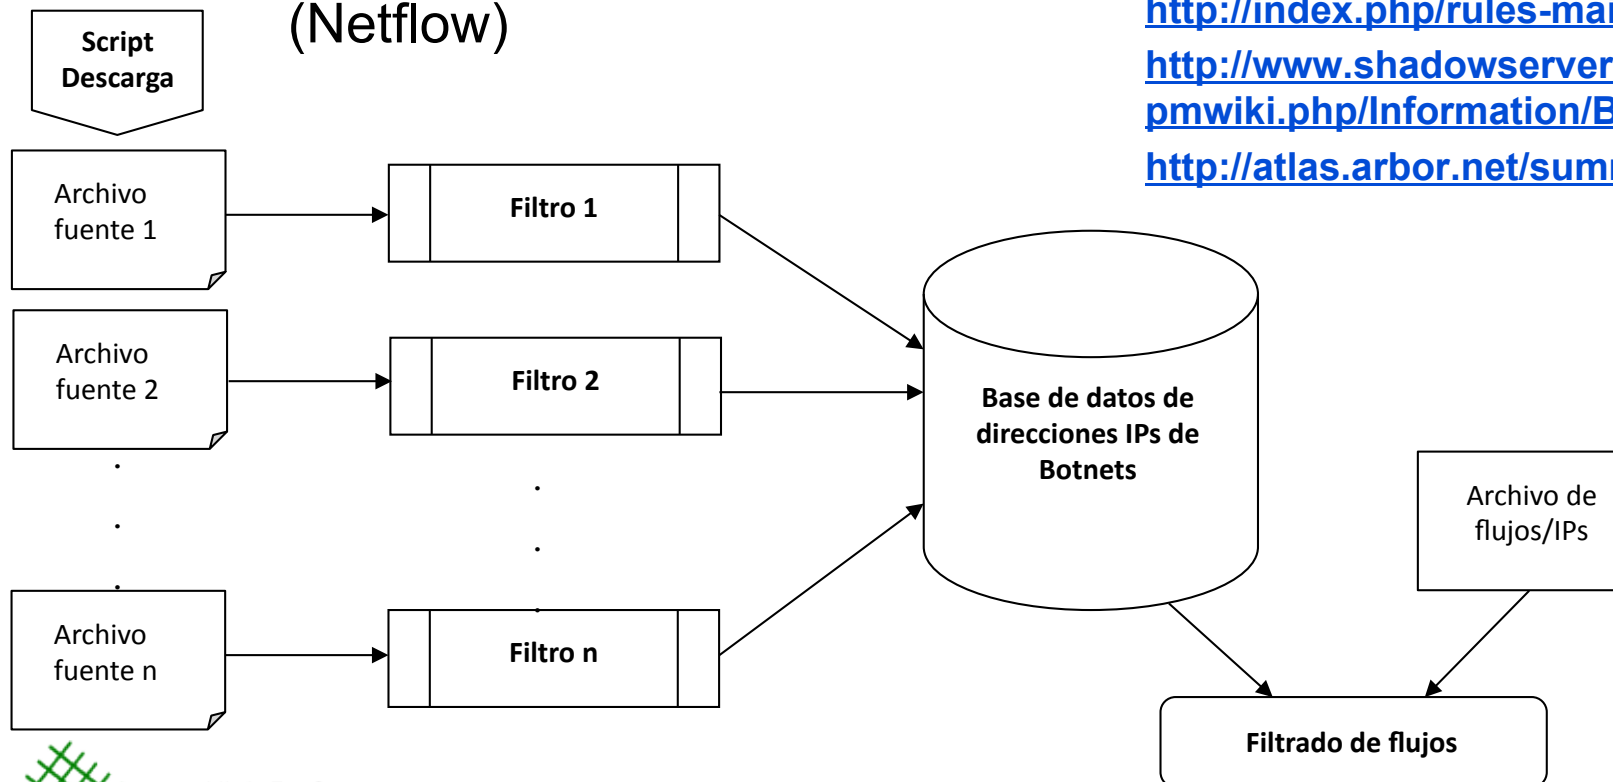 (Netflow)
Script
Descarga
http://index.php/rules-mar
http://www.shadowserver
pmwiki.php/Information/B
http://atlas.arbor.net/sum
Archivo
fuente 1
Filtro 1
Archivo
fuente 2
Filtro 2
Base de datos de
direcciones IPs de
Botnets
Archivo de
flujos/IPs
Archivo
fuente n
Filtro n
Filtrado de flujos